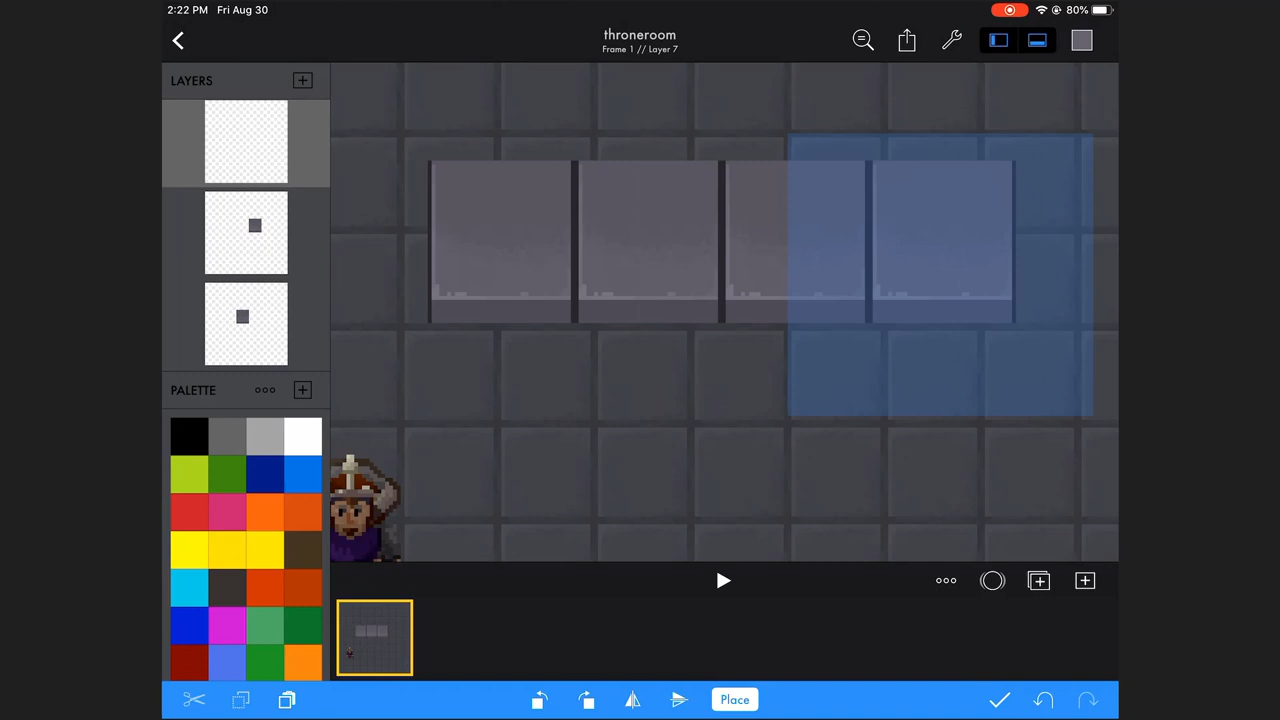 2:22 PM Fri Aug 30
80%
throneroom
Frame 1 // Layer 7
LAYERS
PALETTE
Place